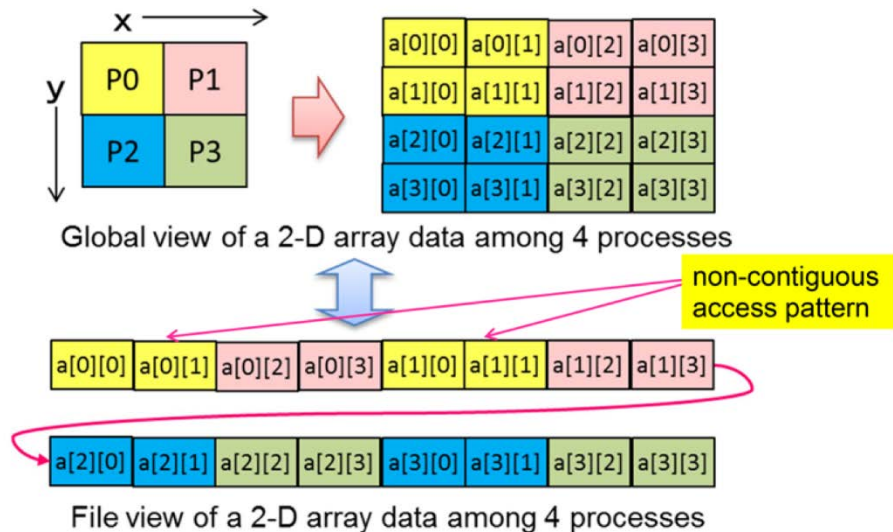 x
y
P0 P1
P2 P3
a[0][0] a[0][1] a[0][2] a[0][3]
a[1][0] a[1][1] a[1][2] a[1][3]
a[2][0] a[2][1] a[2][2] a[2][3]
a[3][0] a[3][1] a[3][2] a[3][3]
Global view of a 2-D array data among 4 processes
non-contiguous
access pattern
a[0][0] a[0][1] a[0][2] a[0][3] a[1][0] a[1][1] a[1][2] a[1][3]
a[2][0] a[2][1] a[2][2] a[2][3] a[3][0] a[3][1] a[3][2] a[3][3]
File view of a 2-D array data among 4 processes